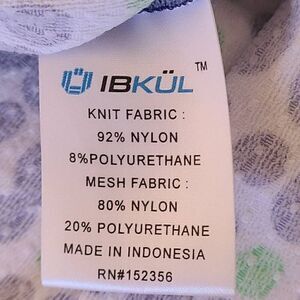 IBKÜL™
KNIT FABRIC :
92% NYLON
8%POLYURETHANE
MESH FABRIC :
80% NYLON
20% POLYURETHANE
MADE IN INDONESIA
RN#152356